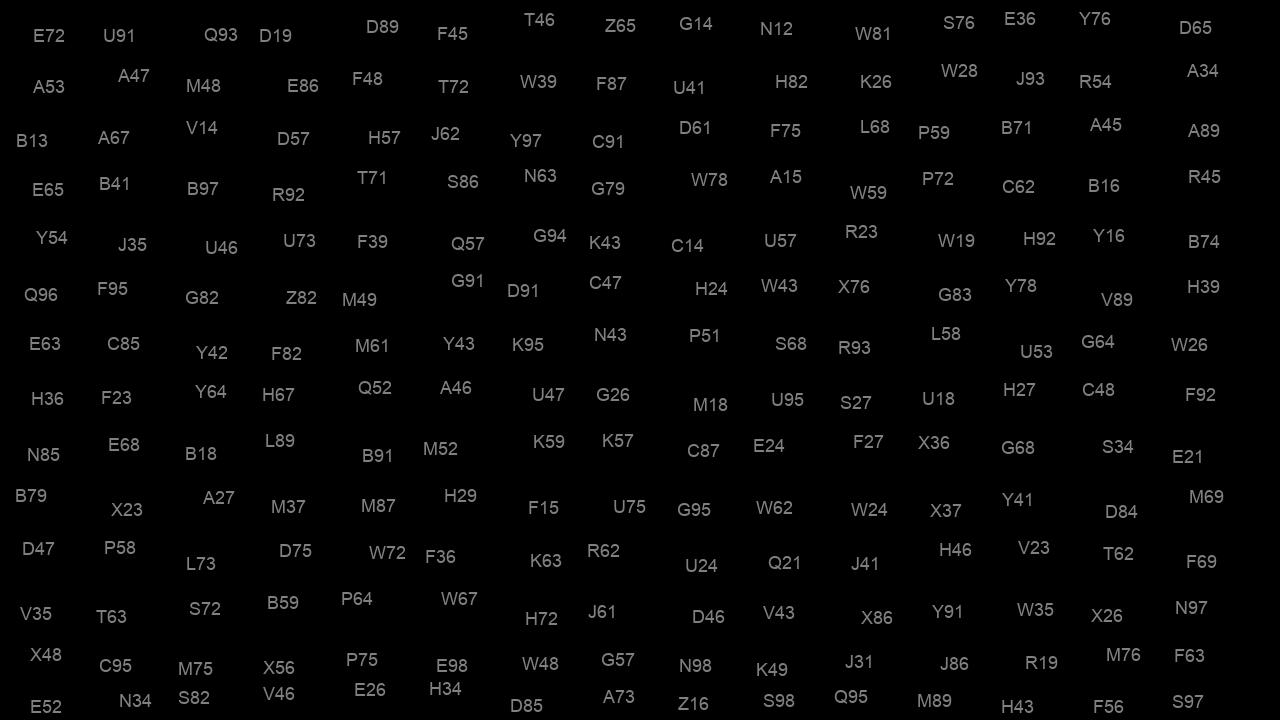 E72 U91 Q93 D19 D89 F45 T46 Z65 G14 N12 W81 S76 E36 Y76 D65
A53 A47 M48 E86 F48 T72 W39 F87 U41 H82 K26 W28 J93 R54 A34
B13 A67 V14 D57 H57 J62 Y97 C91 D61 F75 L68 P59 B71 A45 A89
E65 B41 B97 R92 T71 S86 N63 G79 W78 A15 W59 P72 C62 B16 R45
Y54 J35 U46 U73 F39 Q57 G94 K43 C14 U57 R23 W19 H92 Y16 B74
Q96 F95 G82 Z82 M49 G91 D91 C47 H24 W43 X76 G83 Y78 V89 H39
E63 C85 Y42 F82 M61 Y43 K95 N43 P51 S68 R93 L58 U53 G64 W26
H36 F23 Y64 H67 Q52 A46 U47 G26 M18 U95 S27 U18 H27 C48 F92
N85 E68 B18 L89 B91 M52 K59 K57 C87 E24 F27 X36 G68 S34 E21
B79 X23 A27 M37 M87 H29 F15 U75 G95 W62 W24 X37 Y41 D84 M69
D47 P58 L73 D75 W72 F36 K63 R62 U24 Q21 J41 H46 V23 T62 F69
V35 T63 S72 B59 P64 W67 H72 J61 D46 V43 X86 Y91 W35 X26 N97
X48 C95 M75 X56 P75 E98 W48 G57 N98 K49 J31 J86 R19 M76 F63
E52 N34 S82 V46 E26 H34 D85 A73 Z16 S98 Q95 M89 H43 F56 S97